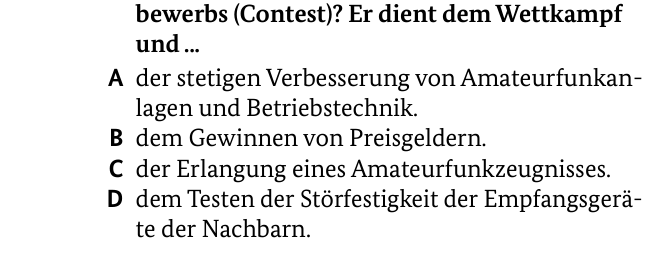 bewerbs (Contest)? Er dient dem Wettkampf
und ...
A der stetigen Verbesserung von Amateurfunkan-
lagen und Betriebstechnik.
B dem Gewinnen von Preisgeldern.
C der Erlangung eines Amateurfunkzeugnisses.
D dem Testen der Störfestigkeit der Empfangsgerä-
te der Nachbarn.